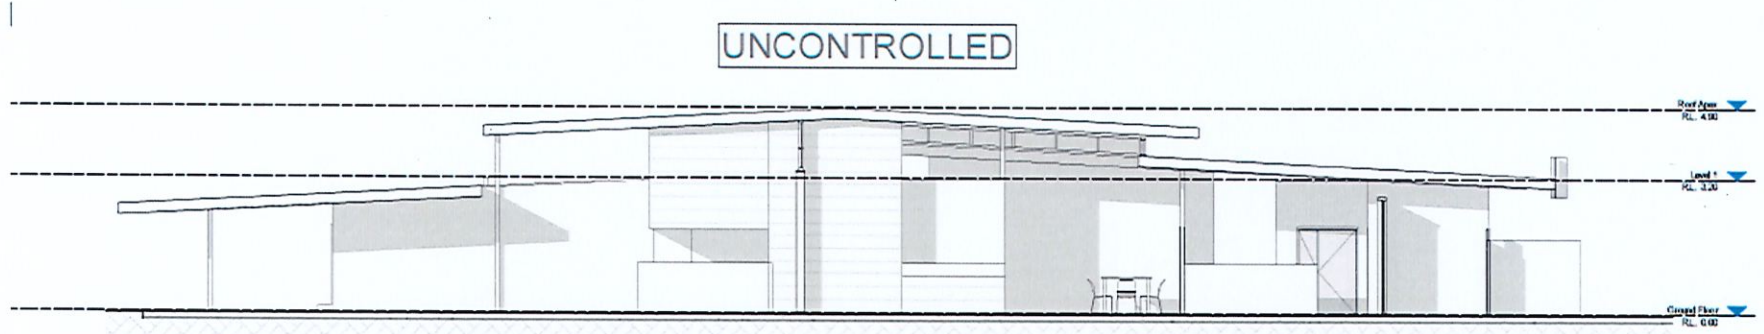 UNCONTROLLED
Roof Apex
RL. 4.90
Level 1
RL. 3.20
Ground Floor
RL. 0.00